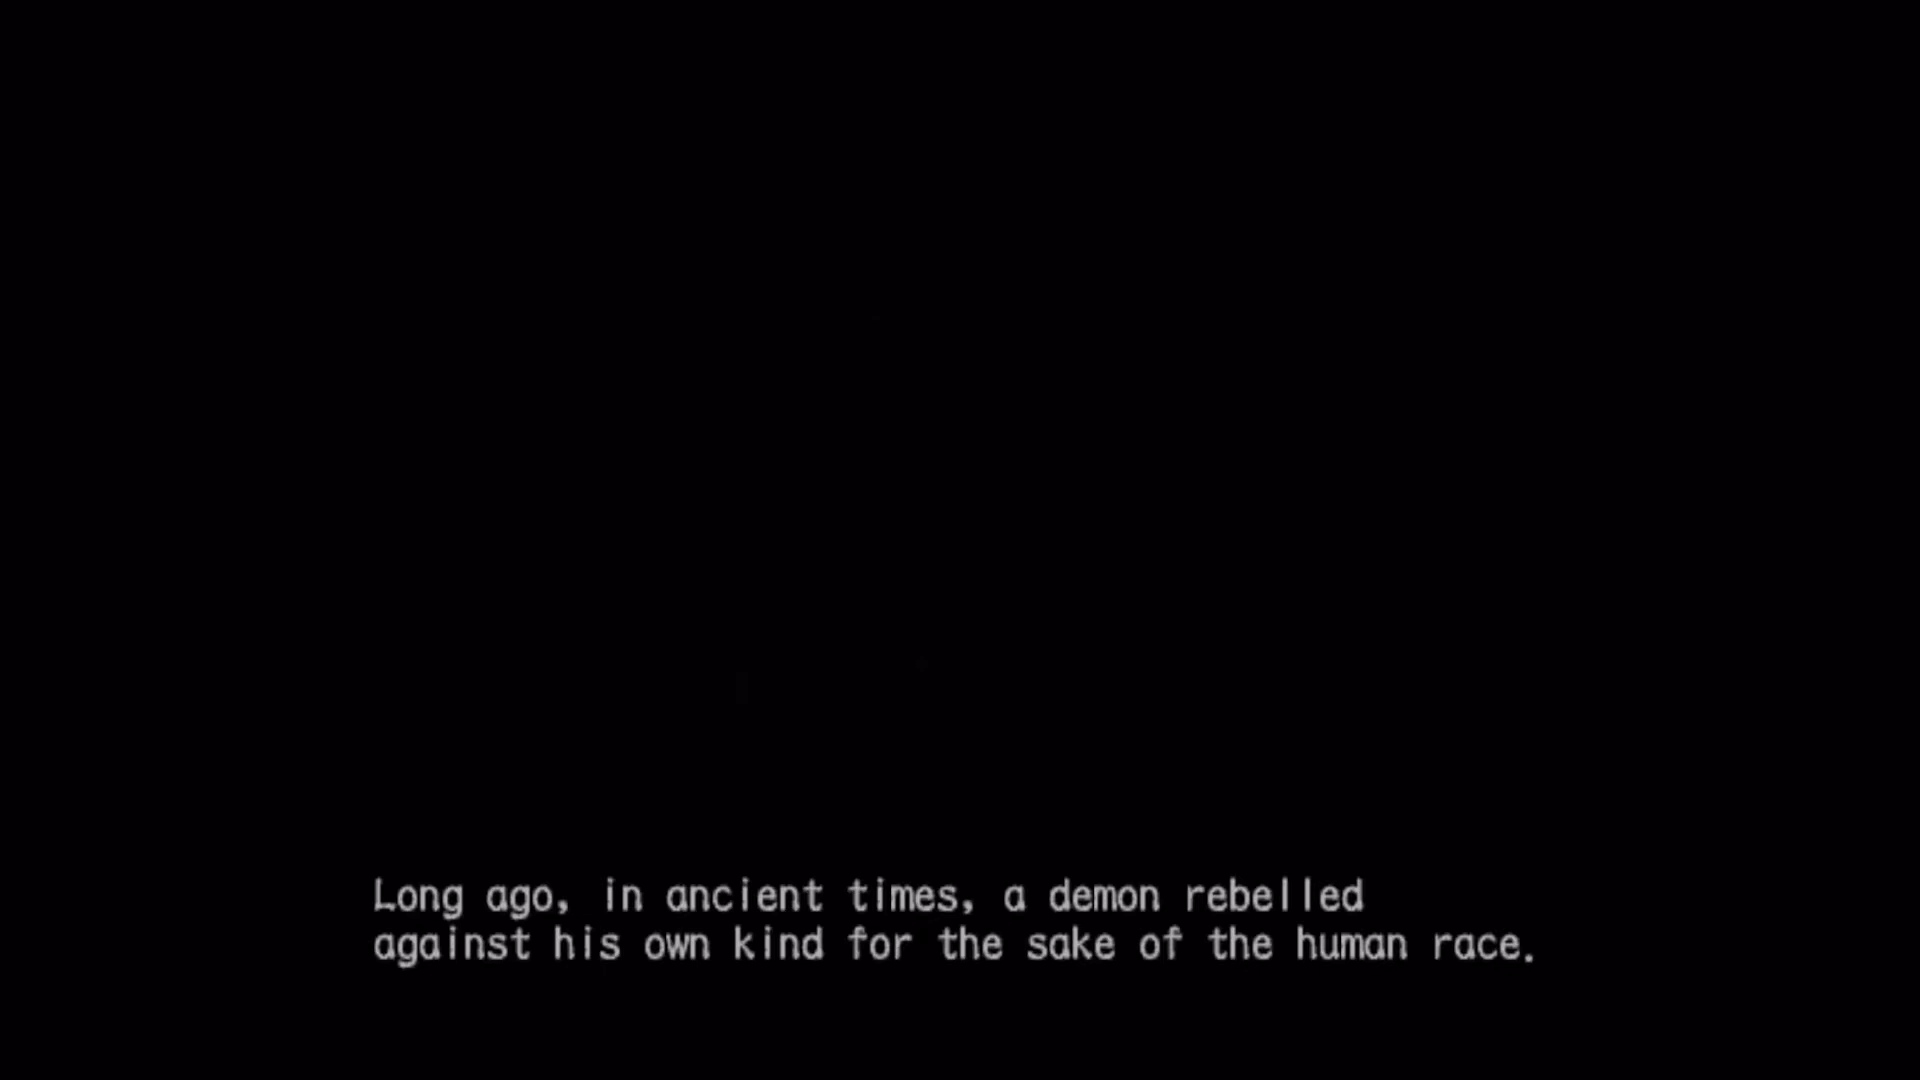 Long ago, in ancient times, a demon rebelled
against his own kind for the sake of the human race.